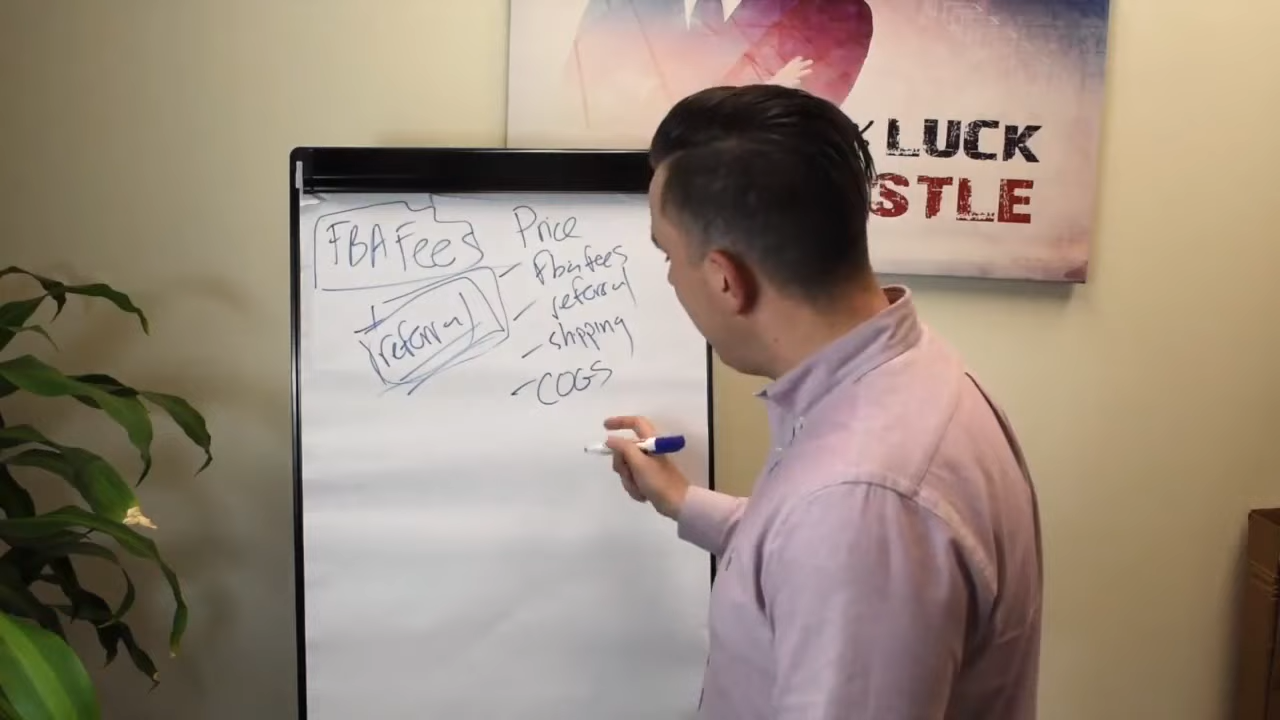 LUCK
STLE
FBA Fees
+
referral
Price
- fba fees
- referral
- shipping
- COGS